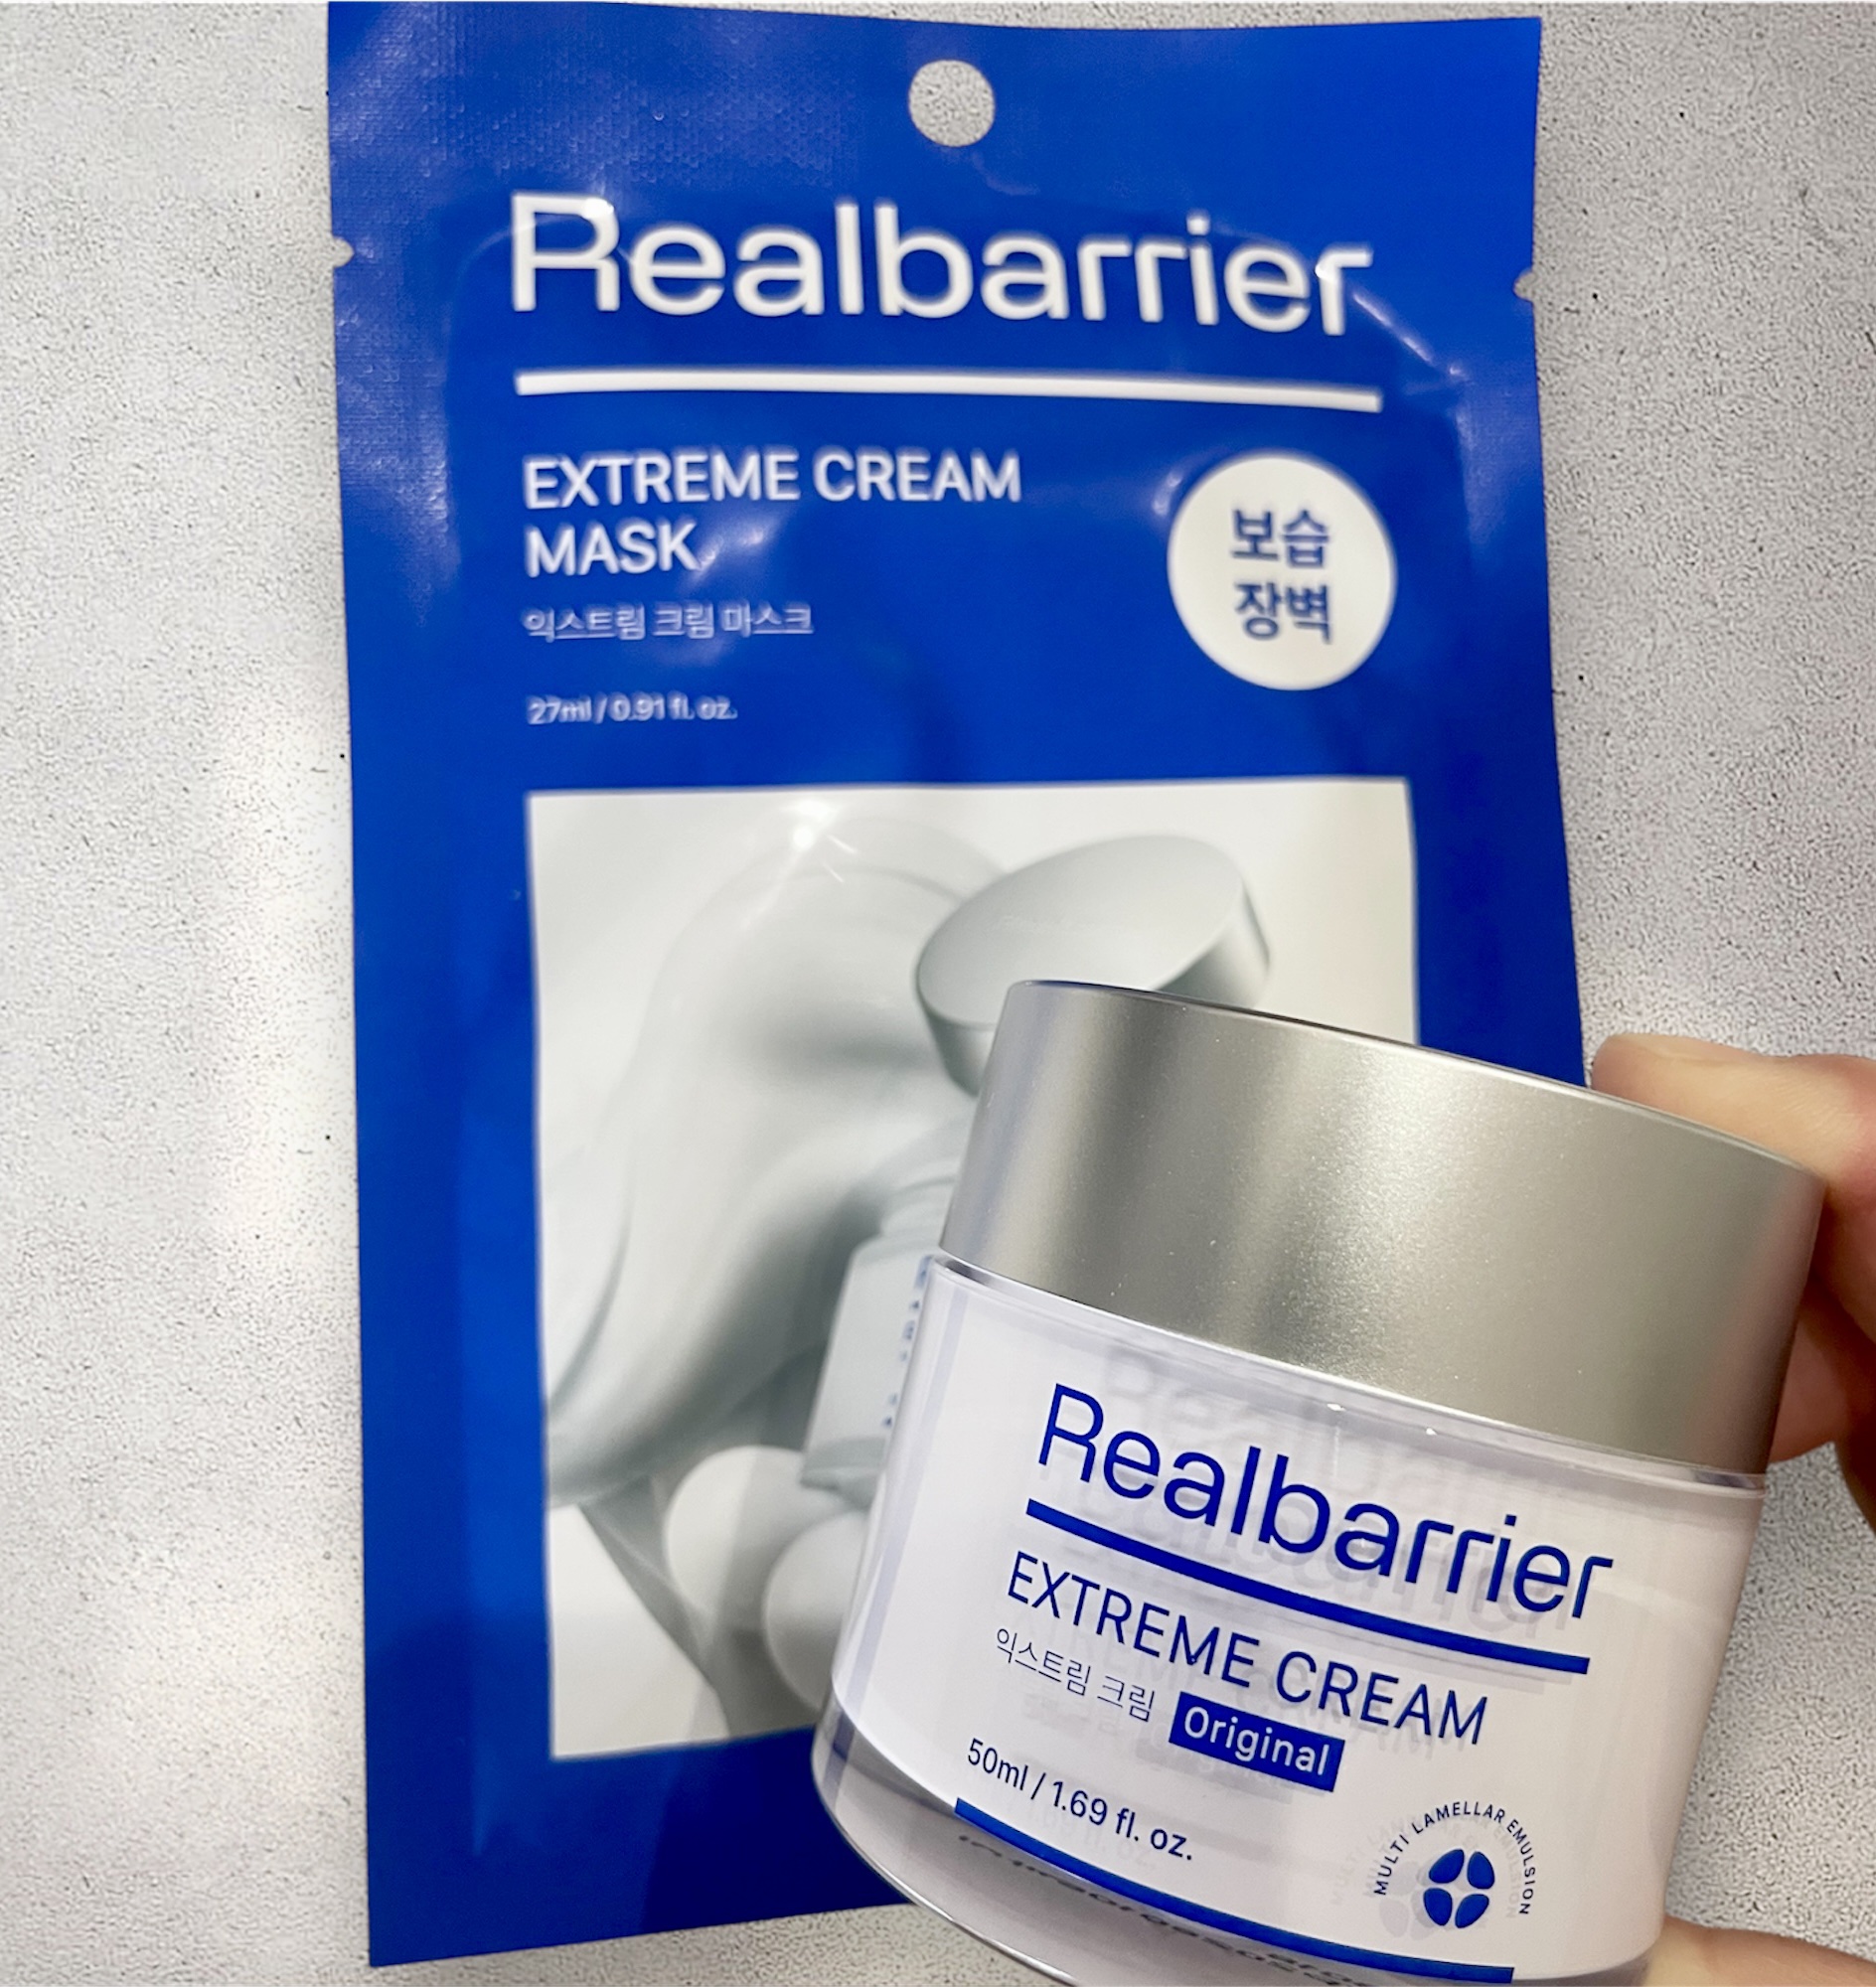 Realbarrier
EXTREME CREAM
MASK
익스트림 크림 마스크
27ml / 0.91 fl. oz.
보습
장벽
Realbarrier
EXTREME CREAM
익스트림 크림 Original
50ml / 1.69 fl. oz.
MULTI LAMELLAR EMULSION